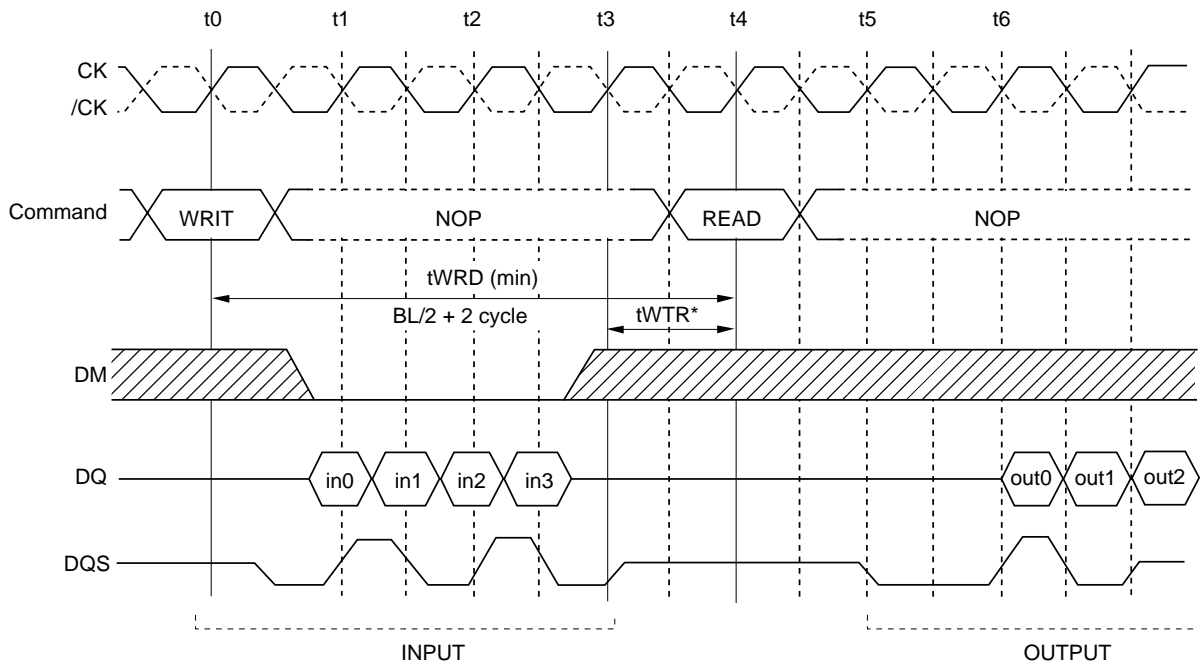 t0 t1 t2 t3 t4 t5 t6
CK
/CK
Command WRIT NOP READ NOP
tWRD (min)
BL/2 + 2 cycle tWTR*
DM
DQ in0 in1 in2 in3 out0 out1 out2
DQS
INPUT OUTPUT